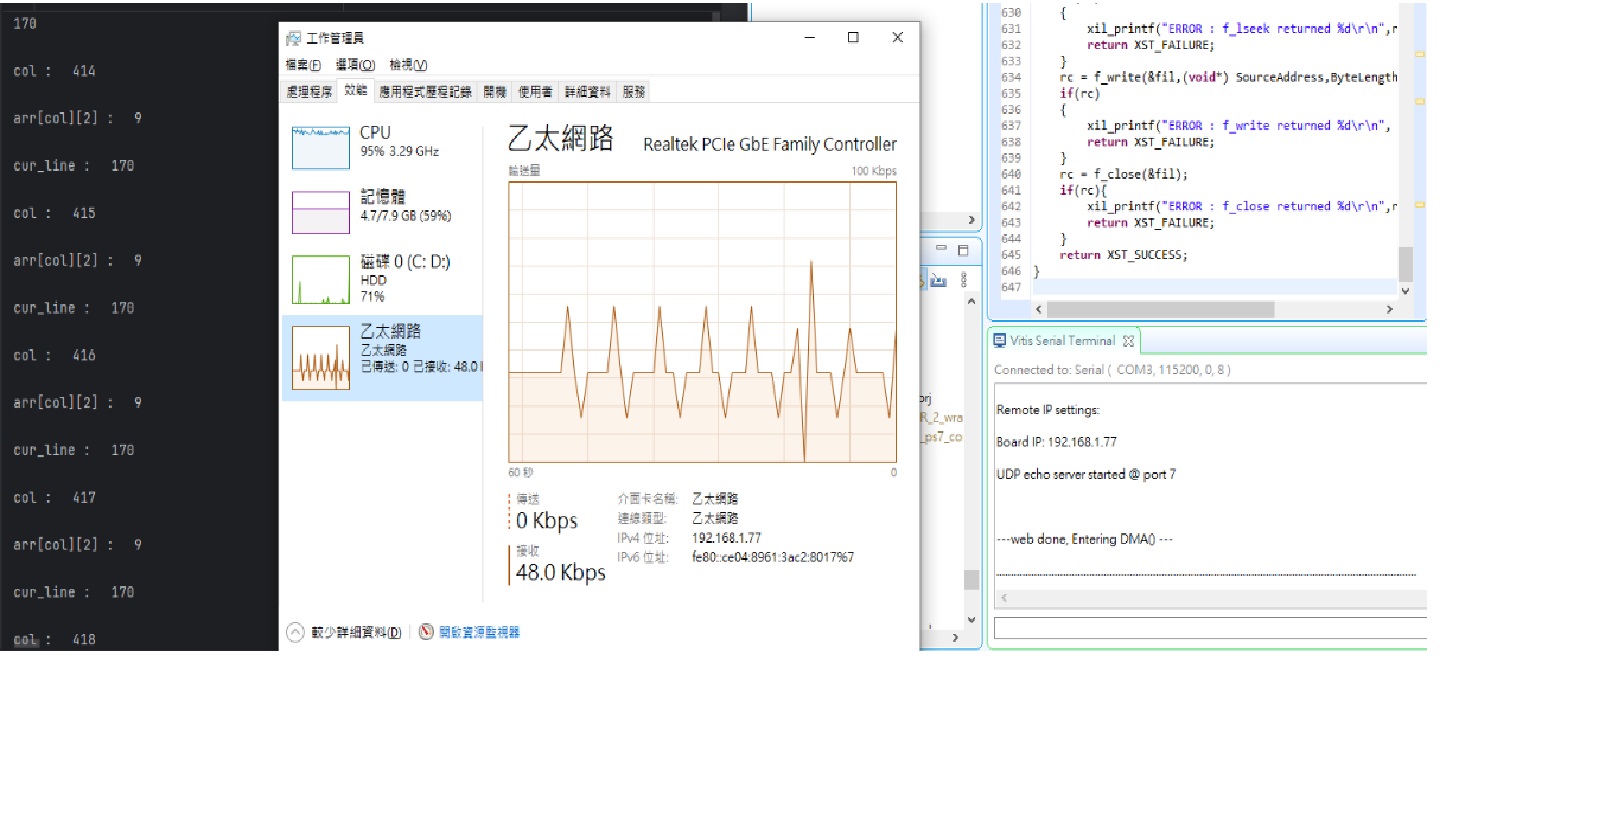 170
col : 414
arr[col][2] : 9
cur_line : 170
col : 415
arr[col][2] : 9
cur_line : 170
col : 416
arr[col][2] : 9
cur_line : 170
col : 417
arr[col][2] : 9
cur_line : 170
col : 418
工作管理員
檔案(F) 選項(O) 檢視(V)
處理程序 效能 應用程式歷程記錄 開機 使用者 詳細資料 服務
CPU
95% 3.29 GHz
記憶體
4.7/7.9 GB (59%)
磁碟 0 (C: D:)
HDD
71%
乙太網路
乙太網路
已傳送: 0 已接收: 48.0
乙太網路 Realtek PCIe GbE Family Controller
輸送量 100 Kbps
60 秒 0
傳送
0 Kbps
接收
48.0 Kbps
介面卡名稱: 乙太網路
連線類型: 乙太網路
IPv4 位址: 192.168.1.77
IPv6 位址: fe80::ce04:8961:3ac2:8017%7
較少詳細資料(D) 開啟資源監視器
orj
R_2_wra
_ps7_co
630 {
631 xil_printf("ERROR : f_lseek returned %d\r\n",r
632 return XST_FAILURE;
633 }
634 rc = f_write(&fil,(void*) SourceAddress,ByteLength
635 if(rc)
636 {
637 xil_printf("ERROR : f_write returned %d\r\n",
638 return XST_FAILURE;
639 }
640 rc = f_close(&fil);
641 if(rc){
642 xil_printf("ERROR : f_close returned %d\r\n",r
643 return XST_FAILURE;
644 }
645 return XST_SUCCESS;
646 }
647
Vitis Serial Terminal
Connected to: Serial ( COM3, 115200, 0, 8 )
Remote IP settings:
Board IP: 192.168.1.77
UDP echo server started @ port 7
---web done, Entering DMA() ---